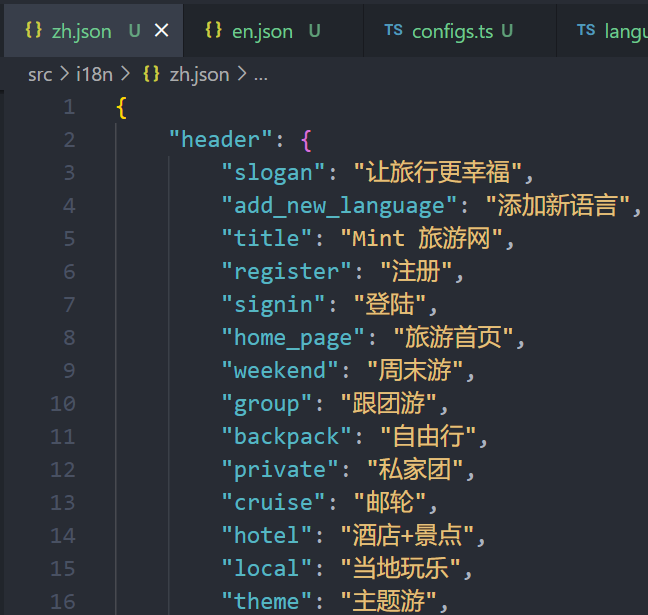 {} zh.json U × {} en.json U TS configs.ts U TS langu
src > i18n > {} zh.json > ...
1 {
2 "header": {
3 "slogan": "让旅行更幸福",
4 "add_new_language": "添加新语言",
5 "title": "Mint 旅游网",
6 "register": "注册",
7 "signin": "登陆",
8 "home_page": "旅游首页",
9 "weekend": "周末游",
10 "group": "跟团游",
11 "backpack": "自由行",
12 "private": "私家团",
13 "cruise": "邮轮",
14 "hotel": "酒店+景点",
15 "local": "当地玩乐",
16 "theme": "主题游",